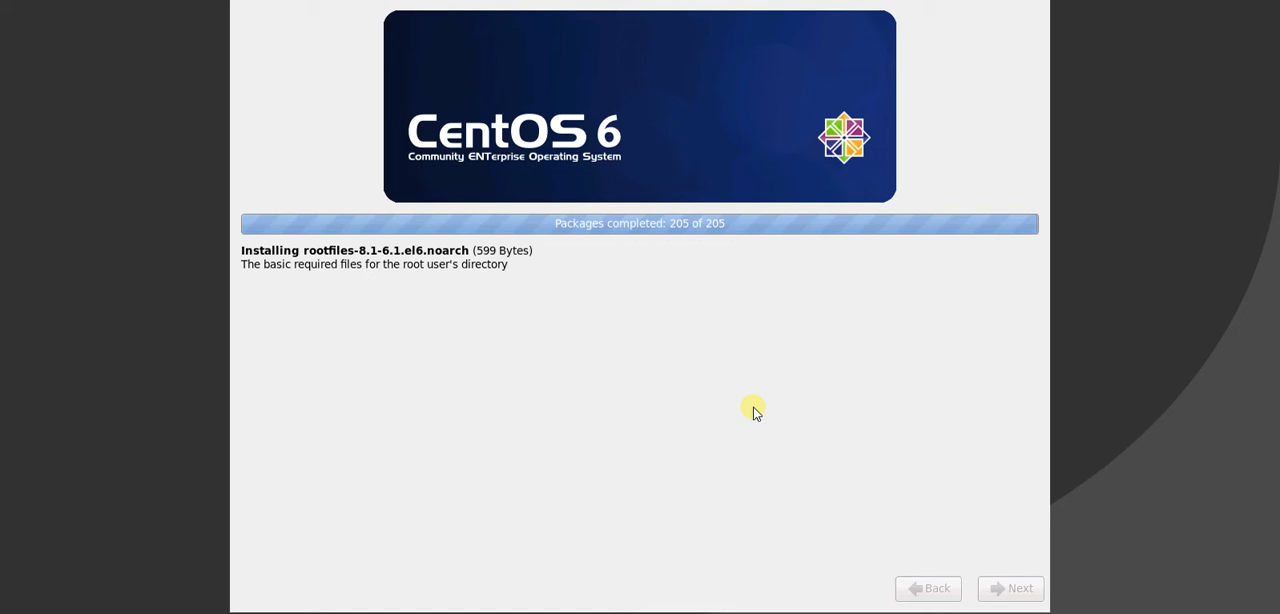 CentOS 6
Community ENTerprise Operating System
Packages completed: 205 of 205
Installing rootfiles-8.1-6.1.el6.noarch (599 Bytes)
The basic required files for the root user's directory
Back Next